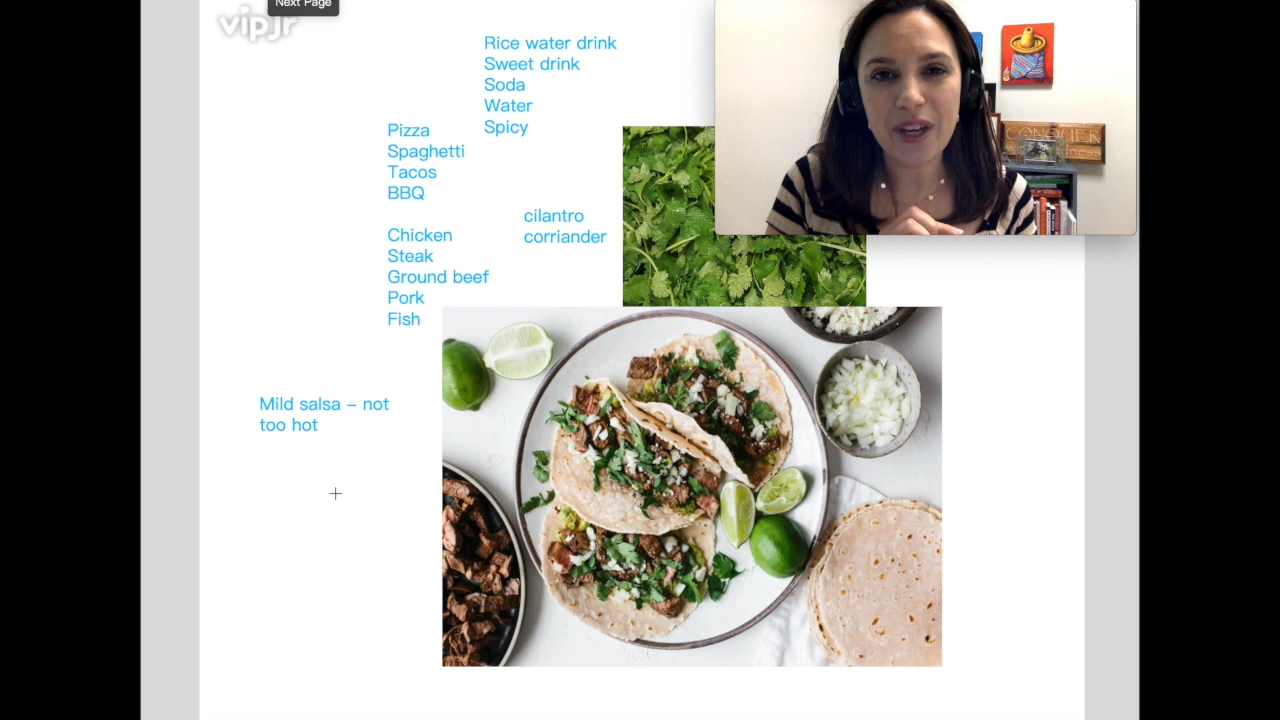 Next Page
vipjr
Rice water drink
Sweet drink
Soda
Water
Spicy
Pizza
Spaghetti
Tacos
BBQ
cilantro
corriander
Chicken
Steak
Ground beef
Pork
Fish
Mild salsa – not
too hot
CONQUER